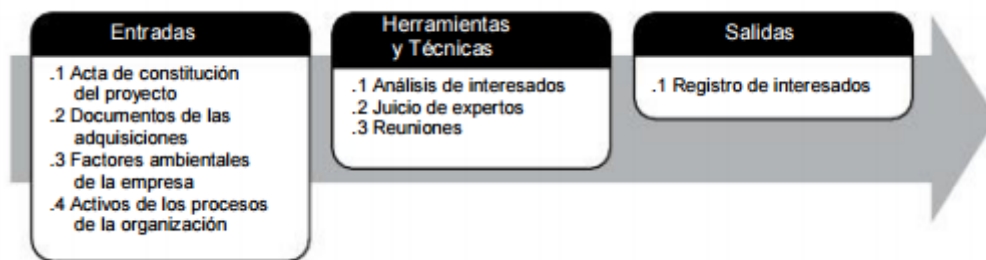 Entradas
.1 Acta de constitución
del proyecto
.2 Documentos de las
adquisiciones
.3 Factores ambientales
de la empresa
.4 Activos de los procesos
de la organización
Herramientas
y Técnicas
.1 Análisis de interesados
.2 Juicio de expertos
.3 Reuniones
Salidas
.1 Registro de interesados